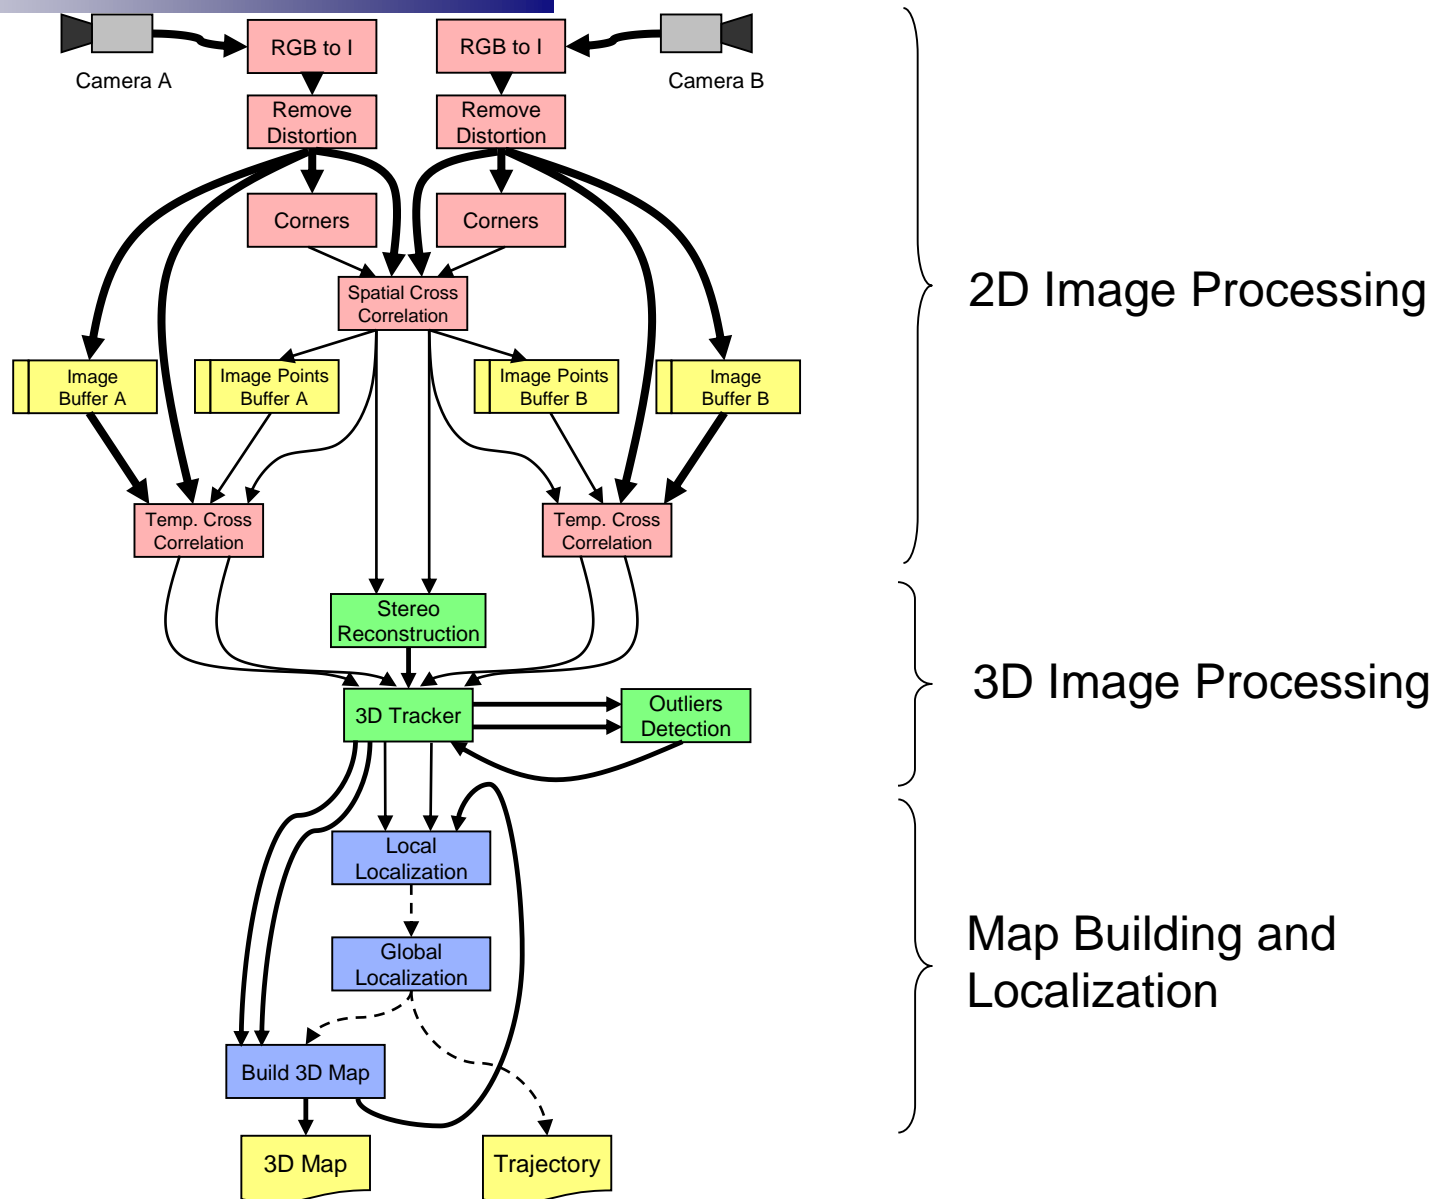 RGB to I
RGB to I
Camera A
Camera B
Remove
Distortion
Remove
Distortion
Corners
Corners
2D Image Processing
Spatial Cross
Correlation
Image
Buffer A
Image Points
Buffer A
Image Points
Buffer B
Image
Buffer B
Temp. Cross
Correlation
Temp. Cross
Correlation
Stereo
Reconstruction
3D Image Processing
3D Tracker
Outliers
Detection
Local
Localization
Map Building and
Localization
Global
Localization
Build 3D Map
3D Map
Trajectory